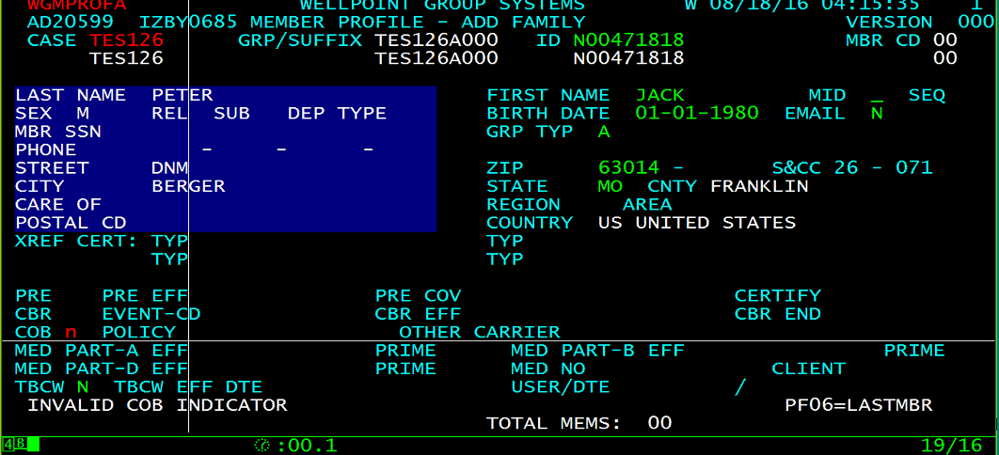 WGMPROFA WELLPOINT GROUP SYSTEMS W 08/18/16 04:15:35 1
AD20599 IZBY0685 MEMBER PROFILE - ADD FAMILY VERSION 000
CASE TES126 GRP/SUFFIX TES126A000 ID N00471818 MBR CD 00
TES126 TES126A000 N00471818 00
LAST NAME PETER FIRST NAME JACK MID _ SEQ
SEX M REL SUB DEP TYPE BIRTH DATE 01-01-1980 EMAIL N
MBR SSN GRP TYP A
PHONE - - -
STREET DNM ZIP 63014 - S&CC 26 - 071
CITY BERGER STATE MO CNTY FRANKLIN
CARE OF REGION AREA
POSTAL CD COUNTRY US UNITED STATES
XREF CERT: TYP TYP
TYP TYP
PRE PRE EFF PRE COV CERTIFY
CBR EVENT-CD CBR EFF CBR END
COB n POLICY OTHER CARRIER
MED PART-A EFF PRIME MED PART-B EFF PRIME
MED PART-D EFF PRIME MED NO CLIENT
TBCW N TBCW EFF DTE USER/DTE /
INVALID COB INDICATOR PF06=LASTMBR
TOTAL MEMS: 00
4B :00.1 19/16